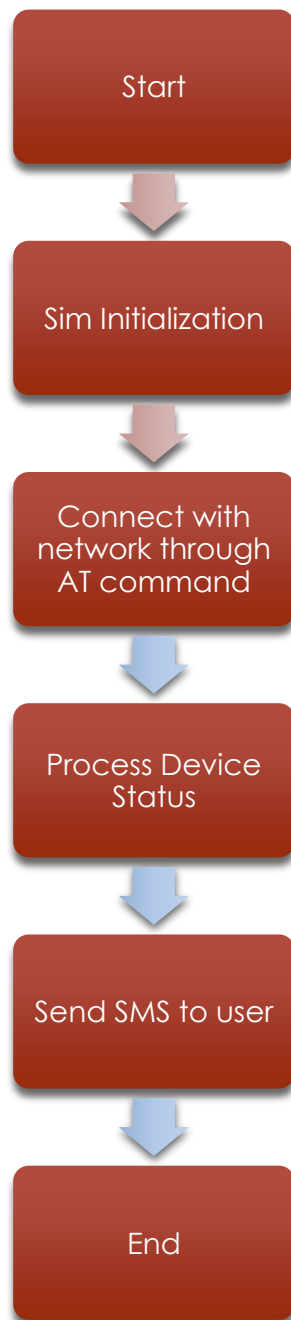 Start
Sim Initialization
Connect with
network through
AT command
Process Device
Status
Send SMS to user
End